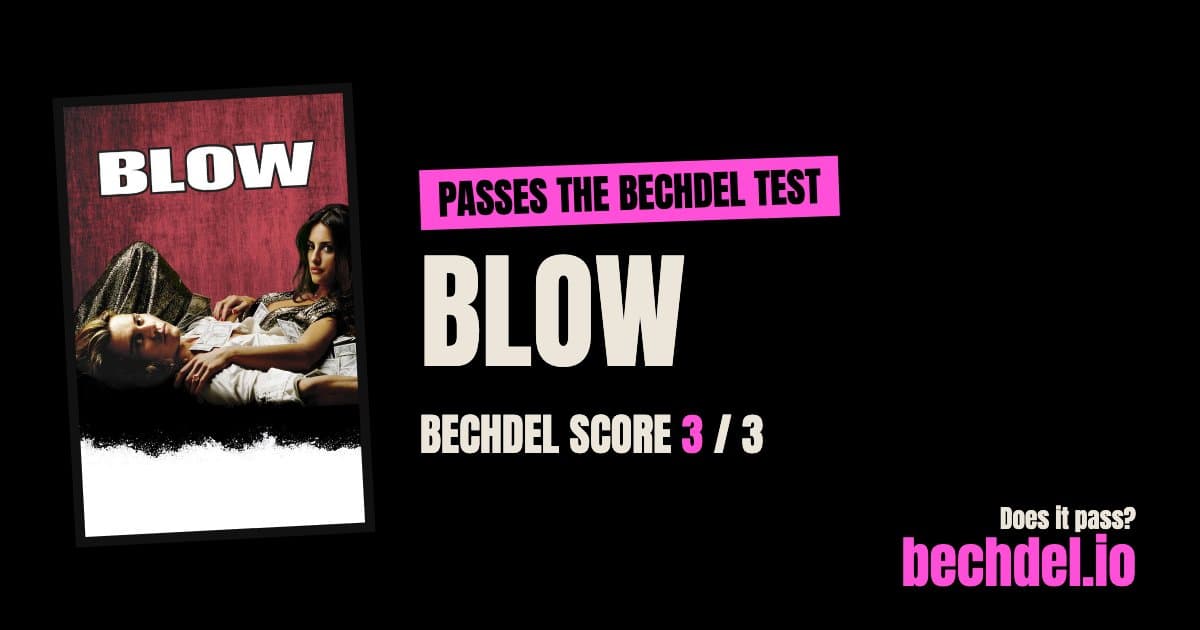 BLOW
PASSES THE BECHDEL TEST
BLOW
BECHDEL SCORE 3 / 3
Does it pass?
bechdel.io